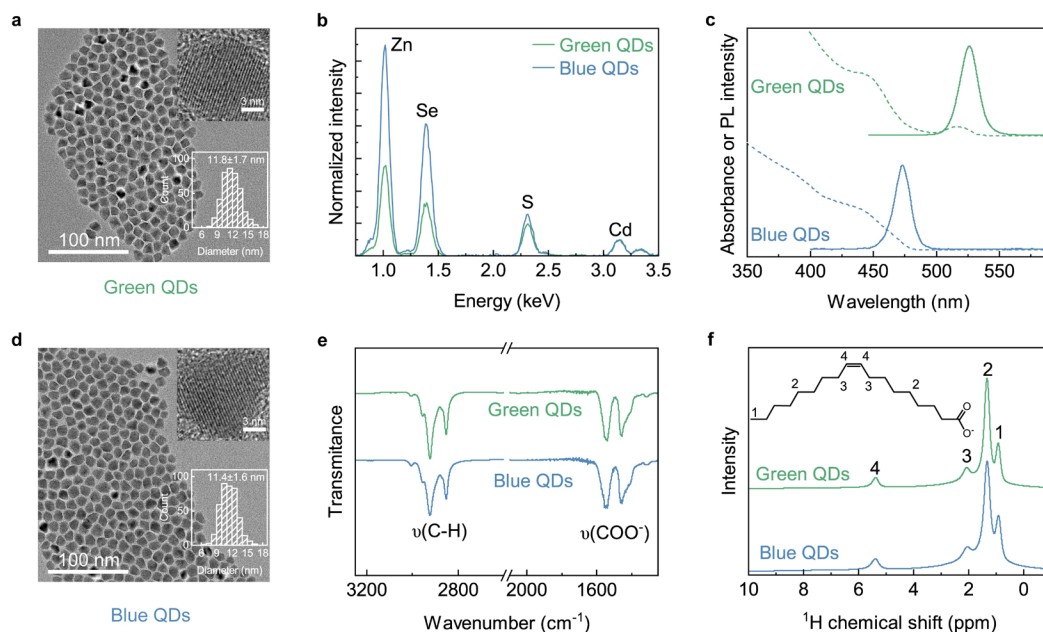 a
3 nm
100
50
0
Count
11.8±1.7 nm
6 9 12 15 18
Diameter (nm)
100 nm
Green QDs
b
Normalized intensity
Zn
Se
S
Cd
Green QDs
Blue QDs
1.0 1.5 2.0 2.5 3.0 3.5
Energy (keV)
c
Absorbance or PL intensity
Green QDs
Blue QDs
350 400 450 500 550
Wavelength (nm)
d
3 nm
100
50
0
Count
11.4±1.6 nm
6 9 12 15 18
Diameter (nm)
100 nm
Blue QDs
e
Transmitance
Green QDs
Blue QDs
υ(C-H)
υ(COO⁻)
3200 2800 2000 1600
Wavenumber (cm⁻¹)
f
Intensity
4 4
2 3 3 2
1
O
O⁻
2
1
3
4
Green QDs
Blue QDs
10 8 6 4 2 0
¹H chemical shift (ppm)